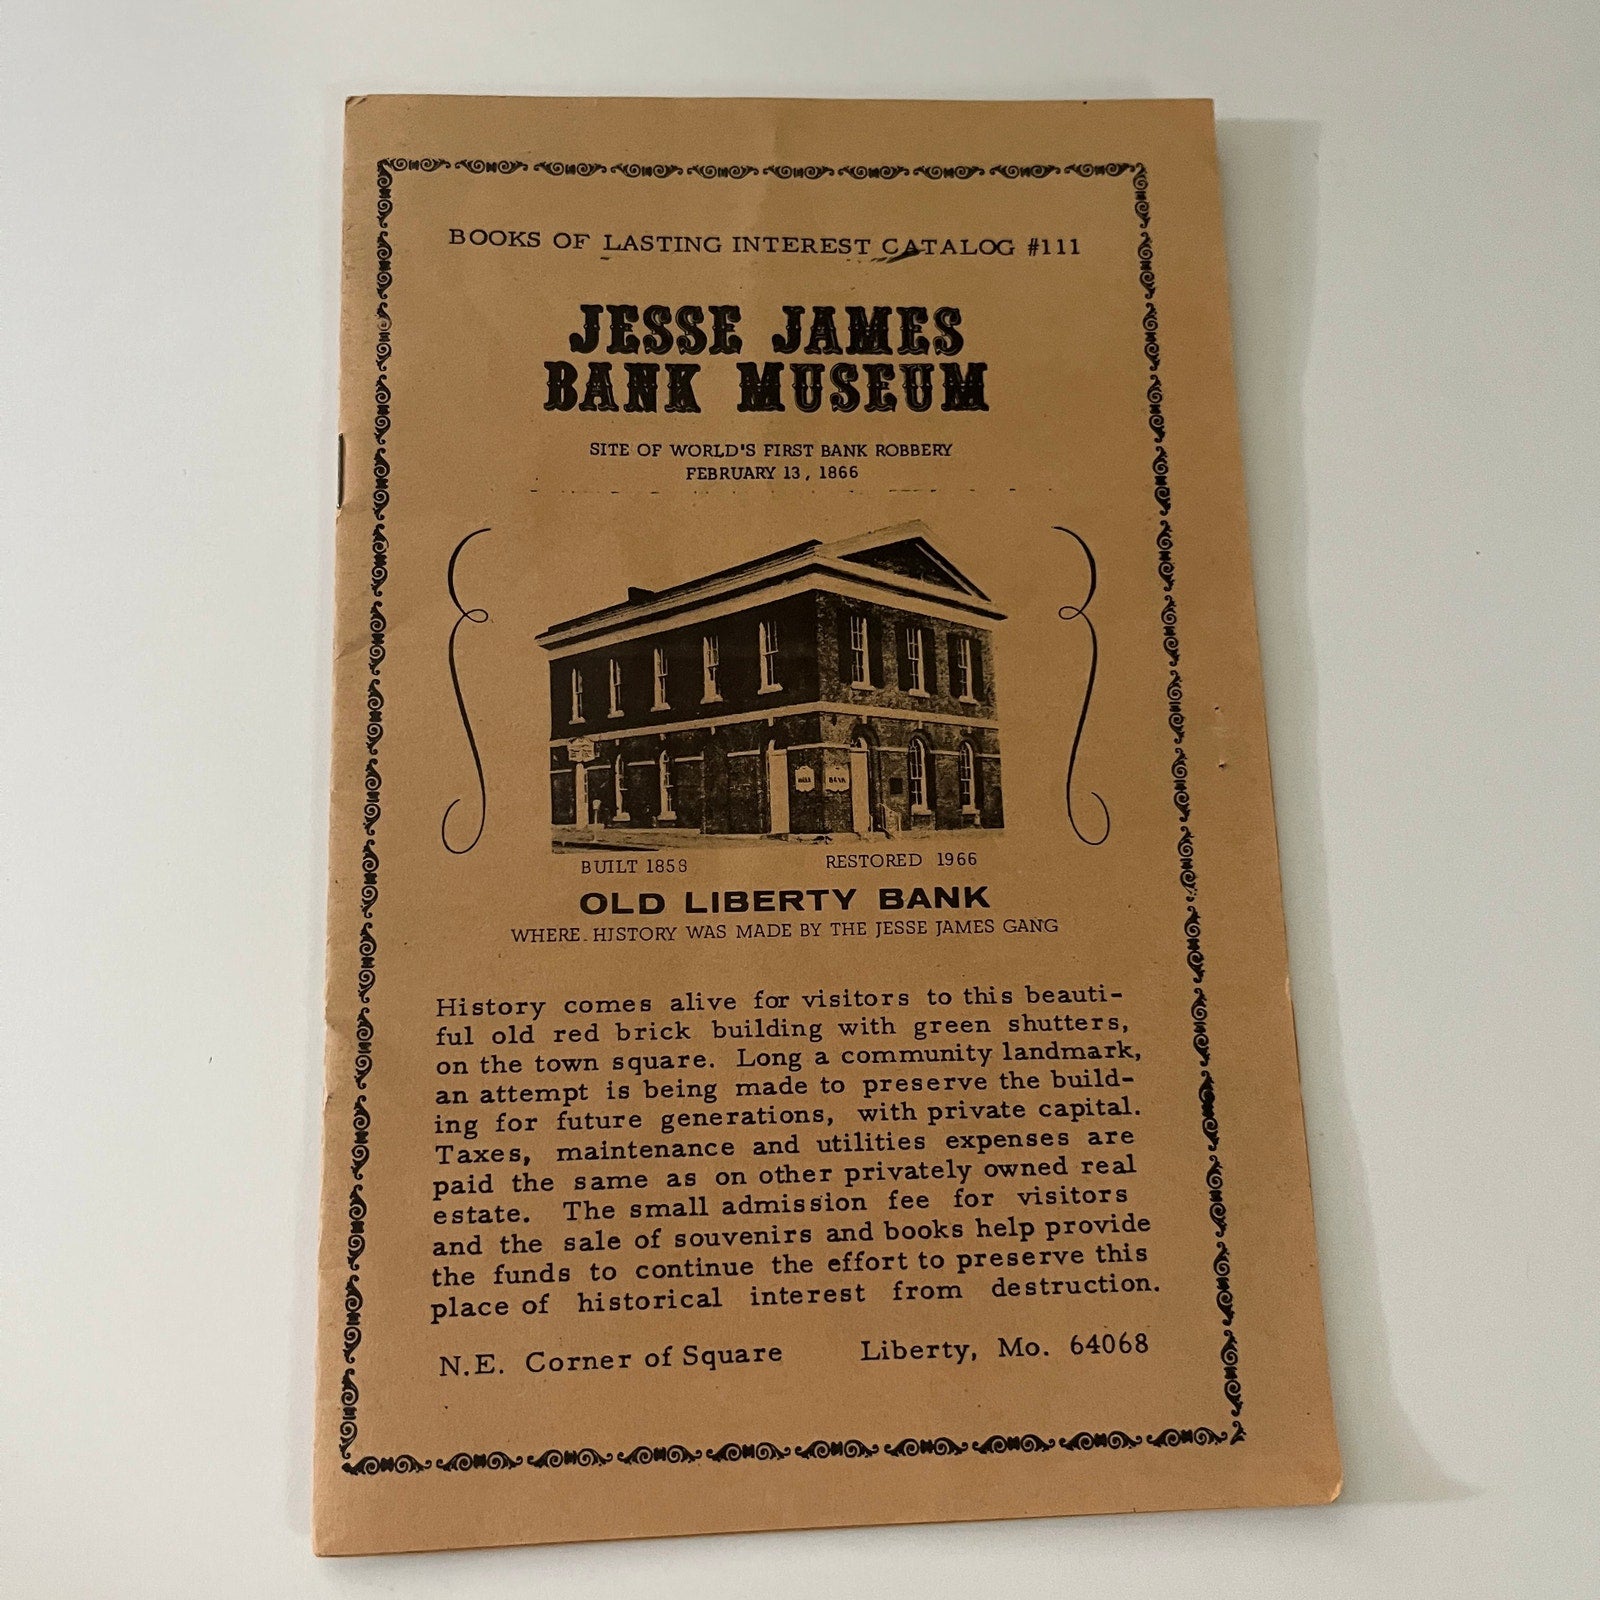 BOOKS OF LASTING INTEREST CATALOG #111
JESSE JAMES
BANK MUSEUM
SITE OF WORLD'S FIRST BANK ROBBERY
FEBRUARY 13, 1866
BANK
BUILT 1858 RESTORED 1966
OLD LIBERTY BANK
WHERE HISTORY WAS MADE BY THE JESSE JAMES GANG
History comes alive for visitors to this beauti-
ful old red brick building with green shutters,
on the town square. Long a community landmark,
an attempt is being made to preserve the build-
ing for future generations, with private capital.
Taxes, maintenance and utilities expenses are
paid the same as on other privately owned real
estate. The small admission fee for visitors
and the sale of souvenirs and books help provide
the funds to continue the effort to preserve this
place of historical interest from destruction.
N.E. Corner of Square Liberty, Mo. 64068